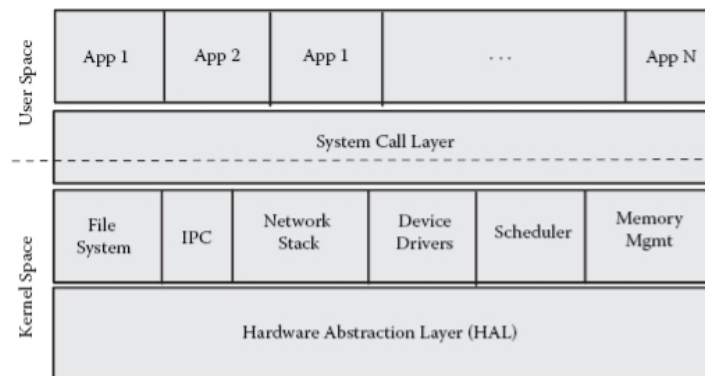 User Space
App 1
App 2
App 1
. . .
App N
System Call Layer
Kernel Space
File
System
IPC
Network
Stack
Device
Drivers
Scheduler
Memory
Mgmt
Hardware Abstraction Layer (HAL)